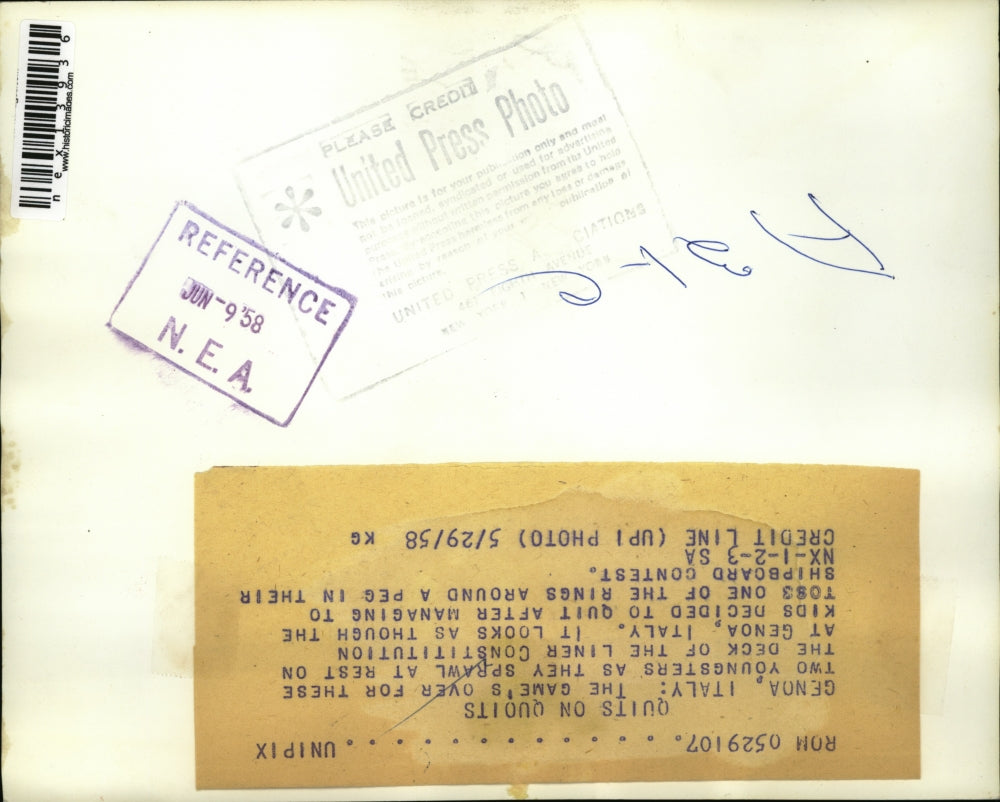 www.historicimages.com
PLEASE CREDIT
United Press Photo
This picture is for your publication only and must
not be loaned, syndicated or used for advertising
purposes without written permission from the United
Press.
this picture you agree to hold
The United Press harmless from any loss or damage
arising by reason of your publication of
this picture.
UNITED PRESS ASSOCIATIONS
NEW YORK
REFERENCE
JUN -9 '58
N. E. A.
ROM 0529107. . . . . . . . . . . . . . . UNIPIX
QUITS ON QUOITS
GENOA, ITALY: THE GAME'S OVER FOR THESE
TWO YOUNGSTERS AS THEY SPRAWL AT REST ON
THE DECK OF THE LINER CONSTITITUTION
AT GENOA, ITALY. IT LOOKS AS THOUGH THE
KIDS DECIDED TO QUIT AFTER MANAGING TO
TOSS ONE OF THE RINGS AROUND A PEG IN THEIR
SHIPBOARD CONTEST.
NX-1-2-3 SA
CREDIT LINE (UPI PHOTO) 5/29/58 KG